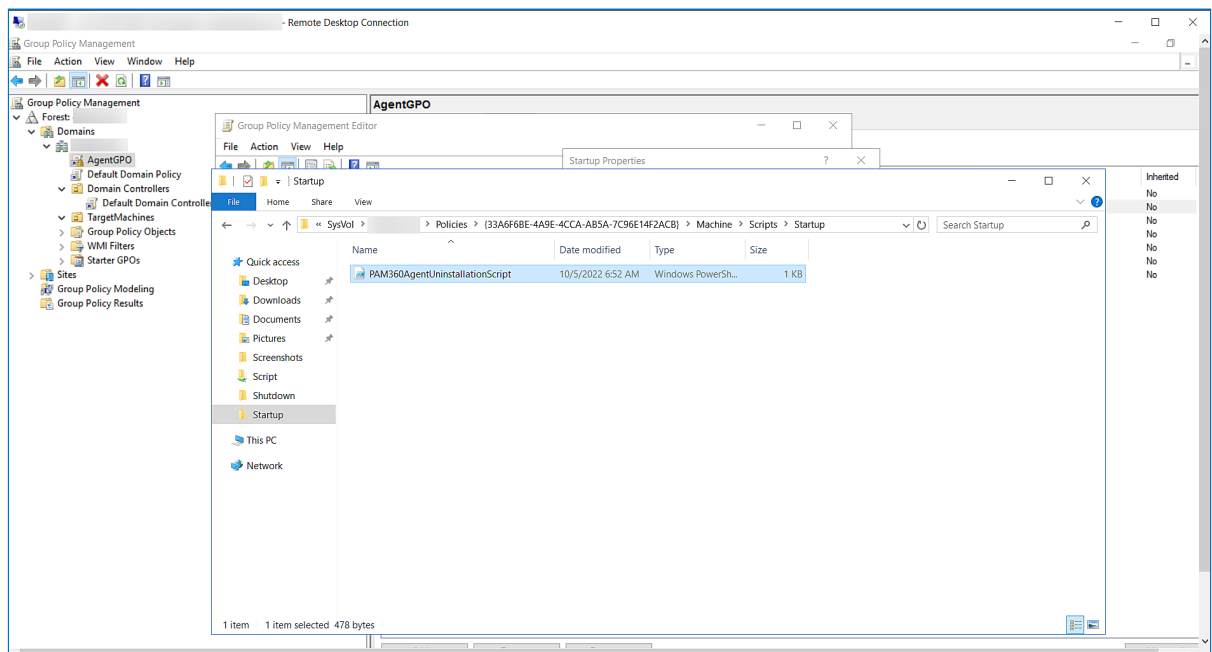 - Remote Desktop Connection
Group Policy Management
File Action View Window Help
Group Policy Management
Forest:
Domains
AgentGPO
Default Domain Policy
Domain Controllers
Default Domain Controlle
TargetMachines
Group Policy Objects
WMI Filters
Starter GPOs
Sites
Group Policy Modeling
Group Policy Results
AgentGPO
Inherited
No
No
No
No
No
No
No
Group Policy Management Editor
File Action View Help
Startup Properties
Startup
File Home Share View
« SysVol > > Policies > {33A6F6BE-4A9E-4CCA-AB5A-7C96E14F2ACB} > Machine > Scripts > Startup
Search Startup
Name Date modified Type Size
PAM360AgentUninstallationScript 10/5/2022 6:52 AM Windows PowerSh... 1 KB
Quick access
Desktop
Downloads
Documents
Pictures
Screenshots
Script
Shutdown
Startup
This PC
Network
1 item 1 item selected 478 bytes